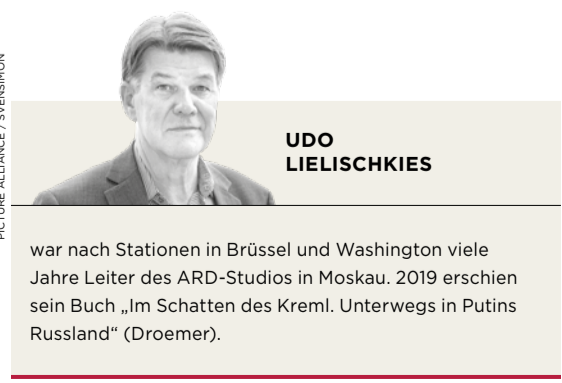 PICTURE ALLIANCE / SVENSIMON
UDO
LIELISCHKIES
war nach Stationen in Brüssel und Washington viele
Jahre Leiter des ARD-Studios in Moskau. 2019 erschien
sein Buch „Im Schatten des Kreml. Unterwegs in Putins
Russland“ (Droemer).